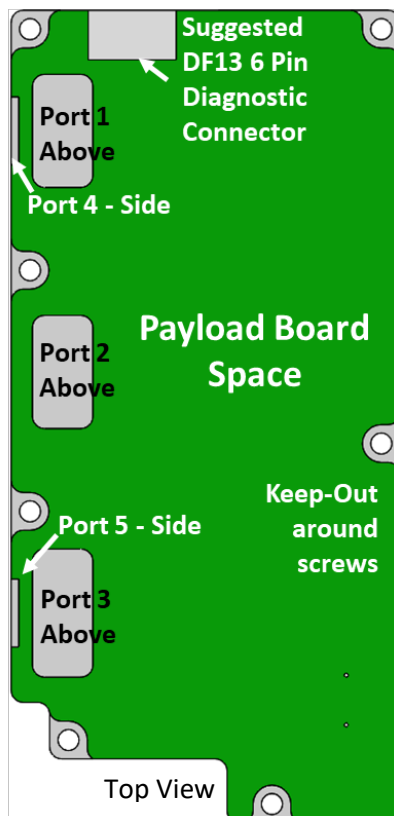 Suggested
DF13 6 Pin
Diagnostic
Connector
Port 1
Above
Port 4 - Side
Payload Board
Space
Port 2
Above
Keep-Out
around
screws
Port 5 - Side
Port 3
Above
Top View